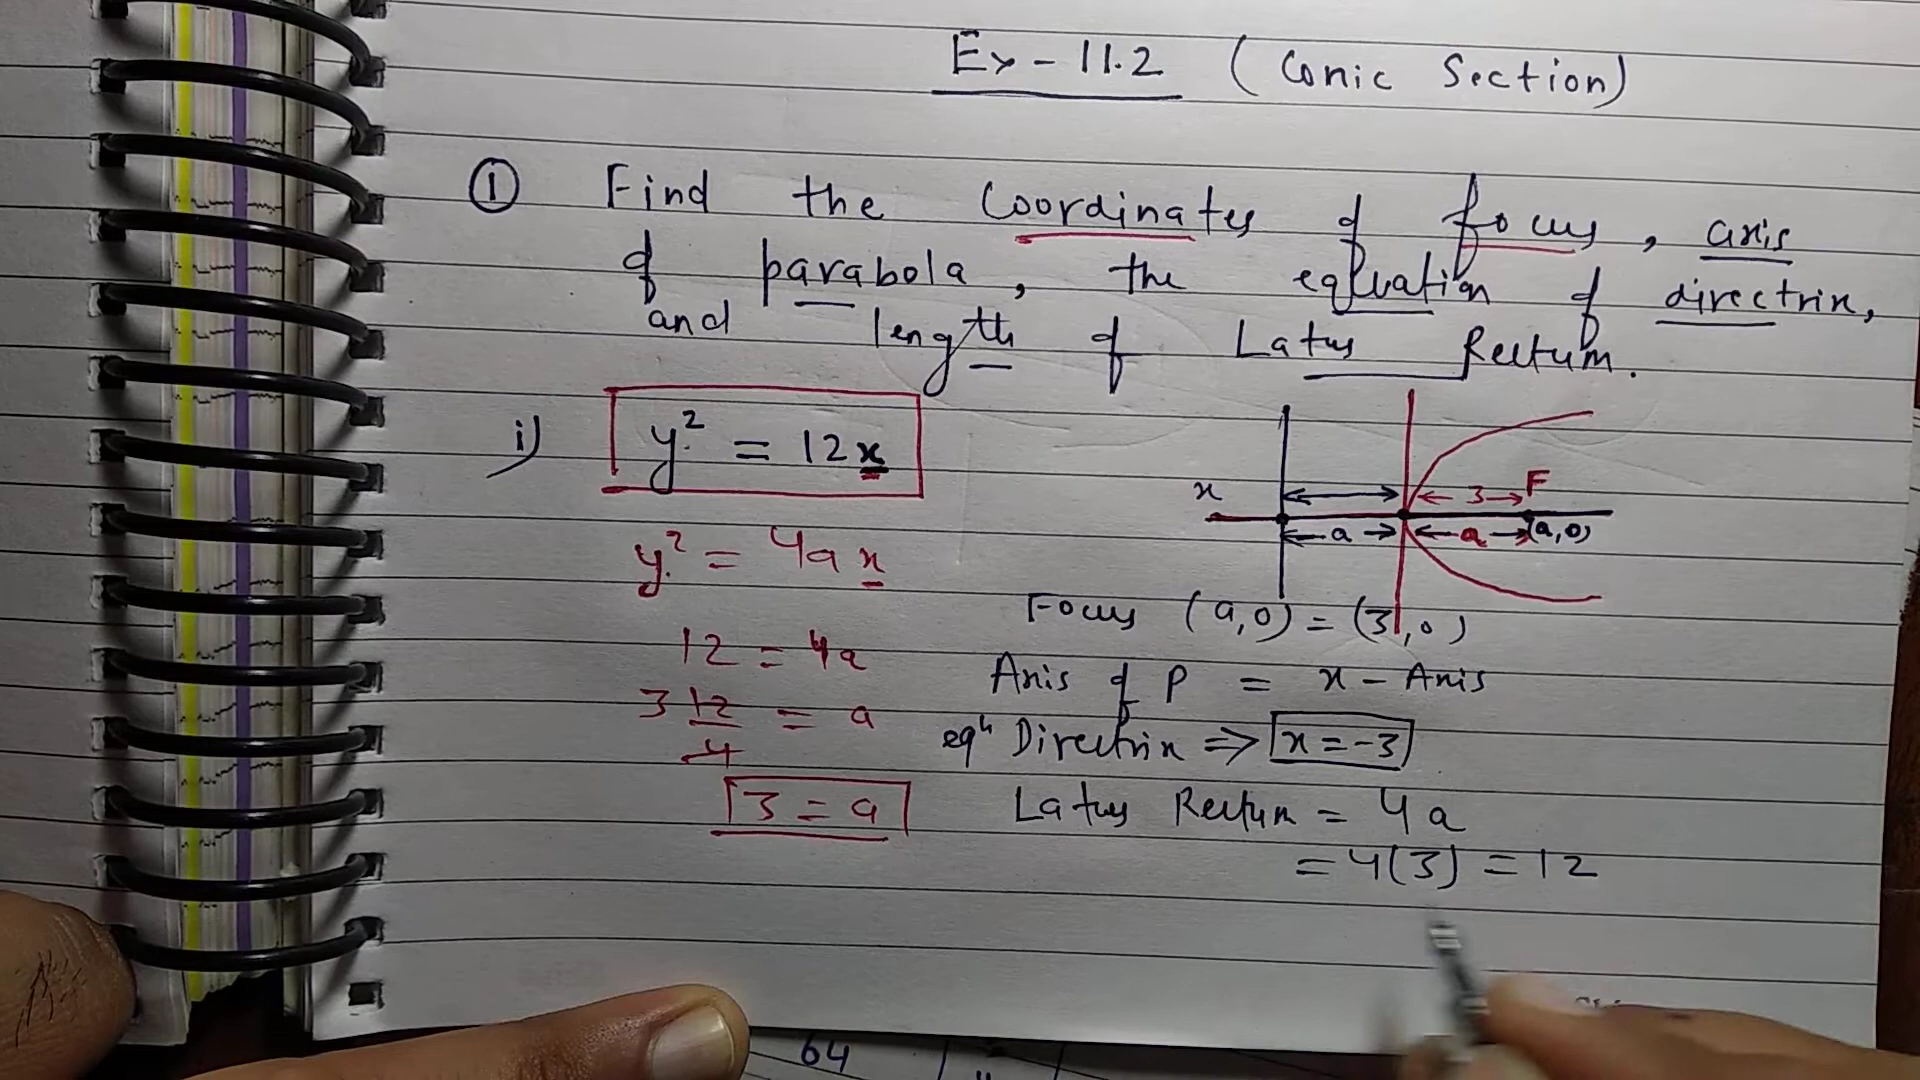 Ex - 11.2 (Conic Section)
① Find the Coordinates of focus, axis
of parabola, the equation of directrix,
and length of Latus Rectum.
i) y² = 12x
y² = 4ax
12 = 4a
3 12/4 = a
3 = a
x
3 F
a a (a,0)
Focus (a,0) = (3,0)
Axis of P = x - Axis
eqⁿ Directrix ⇒ x = -3
Latus Rectum = 4a
= 4(3) = 12
64